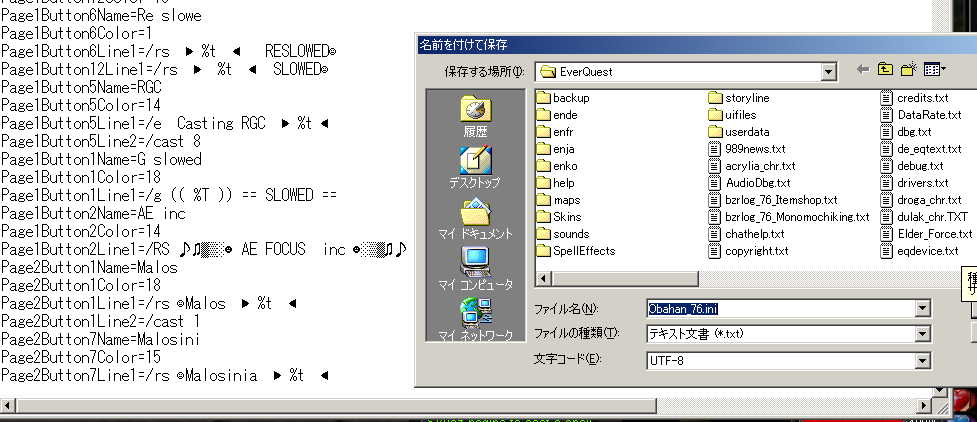 Page1Button6Name=Re slowe
Page1Button6Color=1
Page1Button6Line1=/rs ► %t ◄ RESLOWED☻
Page1Button12Line1=/rs ► %t ◄ SLOWED☻
Page1Button5Name=RGC
Page1Button5Color=14
Page1Button5Line1=/e Casting RGC ► %t ◄
Page1Button5Line2=/cast 8
Page1Button1Name=G slowed
Page1Button1Color=18
Page1Button1Line1=/g (( %T )) == SLOWED ==
Page1Button2Name=AE inc
Page1Button2Color=14
Page1Button2Line1=/RS ♪♫▓▒░☻ AE FOCUS inc ☻░▒▓♫♪
Page2Button1Name=Malos
Page2Button1Color=18
Page2Button1Line1=/rs ☻Malos ► %t ◄
Page2Button1Line2=/cast 1
Page2Button7Name=Malosini
Page2Button7Color=15
Page2Button7Line1=/rs ☻Malosinia ► %t ◄
名前を付けて保存
保存する場所(I):
EverQuest
履歴
デスクトップ
マイ ドキュメント
マイ コンピュータ
マイ ネットワーク
backup
ende
enfr
enja
enko
help
maps
Skins
sounds
SpellEffects
storyline
uifiles
userdata
989news.txt
acrylia_chr.txt
AudioDbg.txt
bzrlog_76_Itemshop.txt
bzrlog_76_Monomochiking.txt
chathelp.txt
copyright.txt
credits.txt
DataRate.txt
dbg.txt
de_eqtext.txt
debug.txt
drivers.txt
droga_chr.txt
dulak_chr.TXT
Elder_Force.txt
eqdevice.txt
ファイル名(N):
Obahan_76.ini
ファイルの種類(T):
テキスト文書 (*.txt)
文字コード(E):
UTF-8